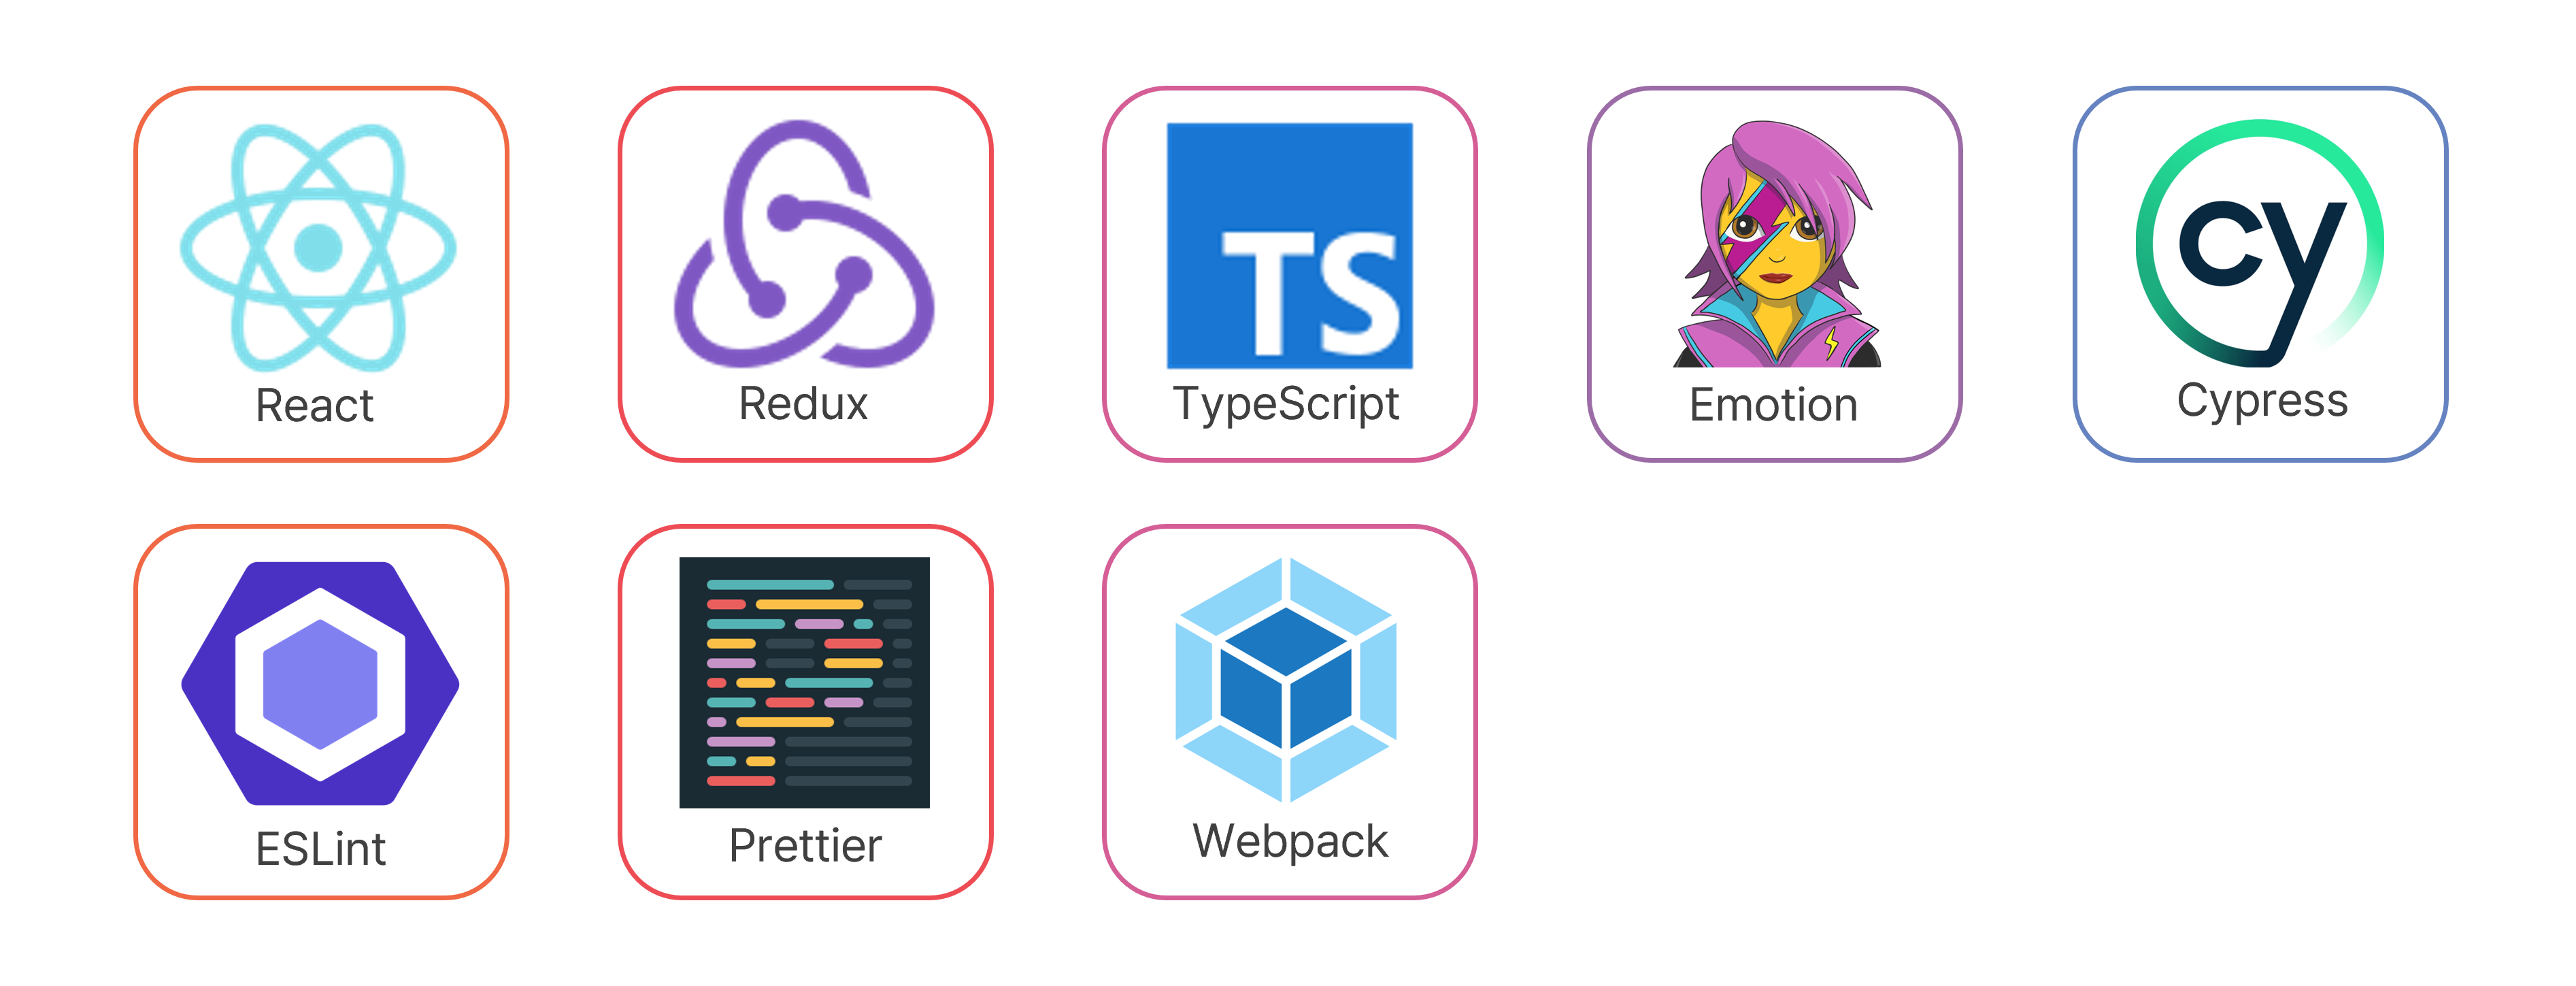 TS
cy
React
Redux
TypeScript
Emotion
Cypress
ESLint
Prettier
Webpack